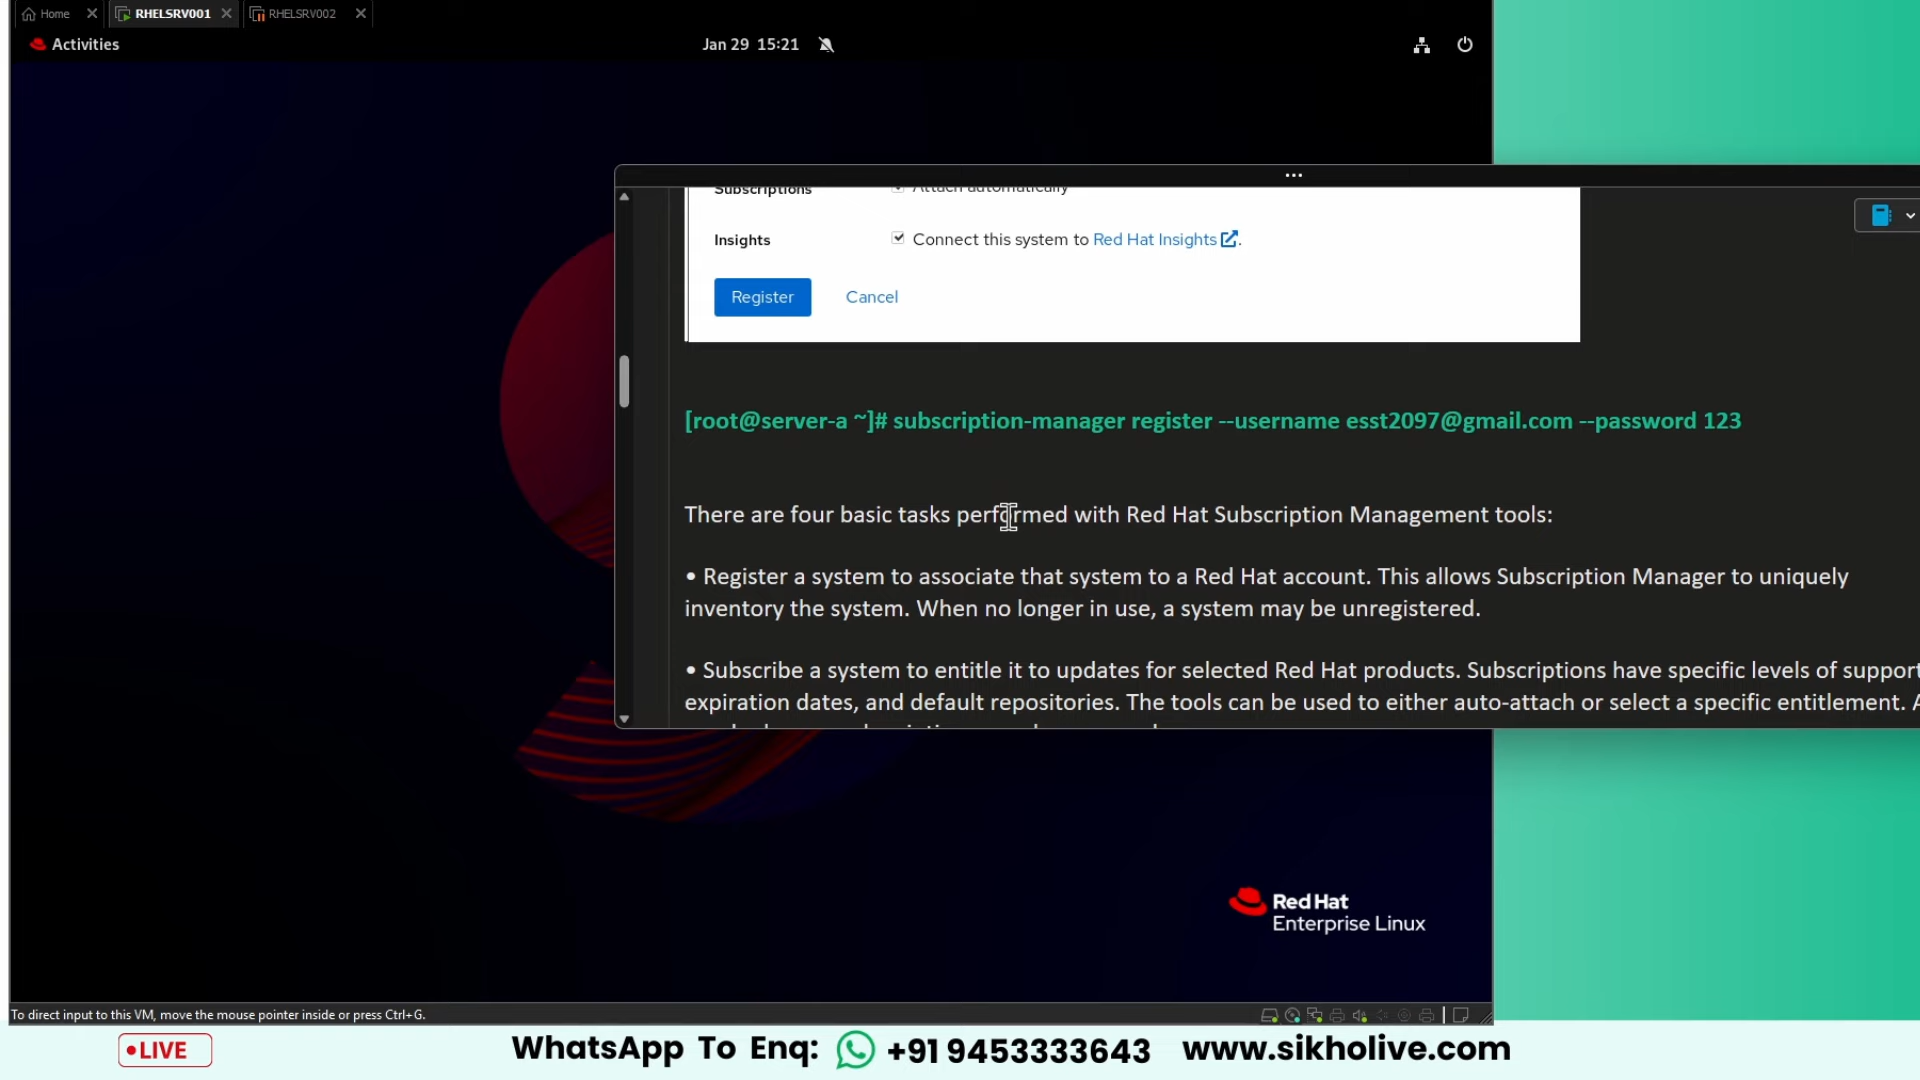 Home
RHELSRV001
RHELSRV002
Activities
Jan 29 15:21
Subscriptions
Attach automatically
Insights
Connect this system to Red Hat Insights.
Register
Cancel
[root@server-a ~]# subscription-manager register --username esst2097@gmail.com --password 123
There are four basic tasks performed with Red Hat Subscription Management tools:
• Register a system to associate that system to a Red Hat account. This allows Subscription Manager to uniquely
inventory the system. When no longer in use, a system may be unregistered.
• Subscribe a system to entitle it to updates for selected Red Hat products. Subscriptions have specific levels of support
expiration dates, and default repositories. The tools can be used to either auto-attach or select a specific entitlement. A
Red Hat
Enterprise Linux
To direct input to this VM, move the mouse pointer inside or press Ctrl+G.
•LIVE
WhatsApp To Enq: +91 9453333643 www.sikholive.com